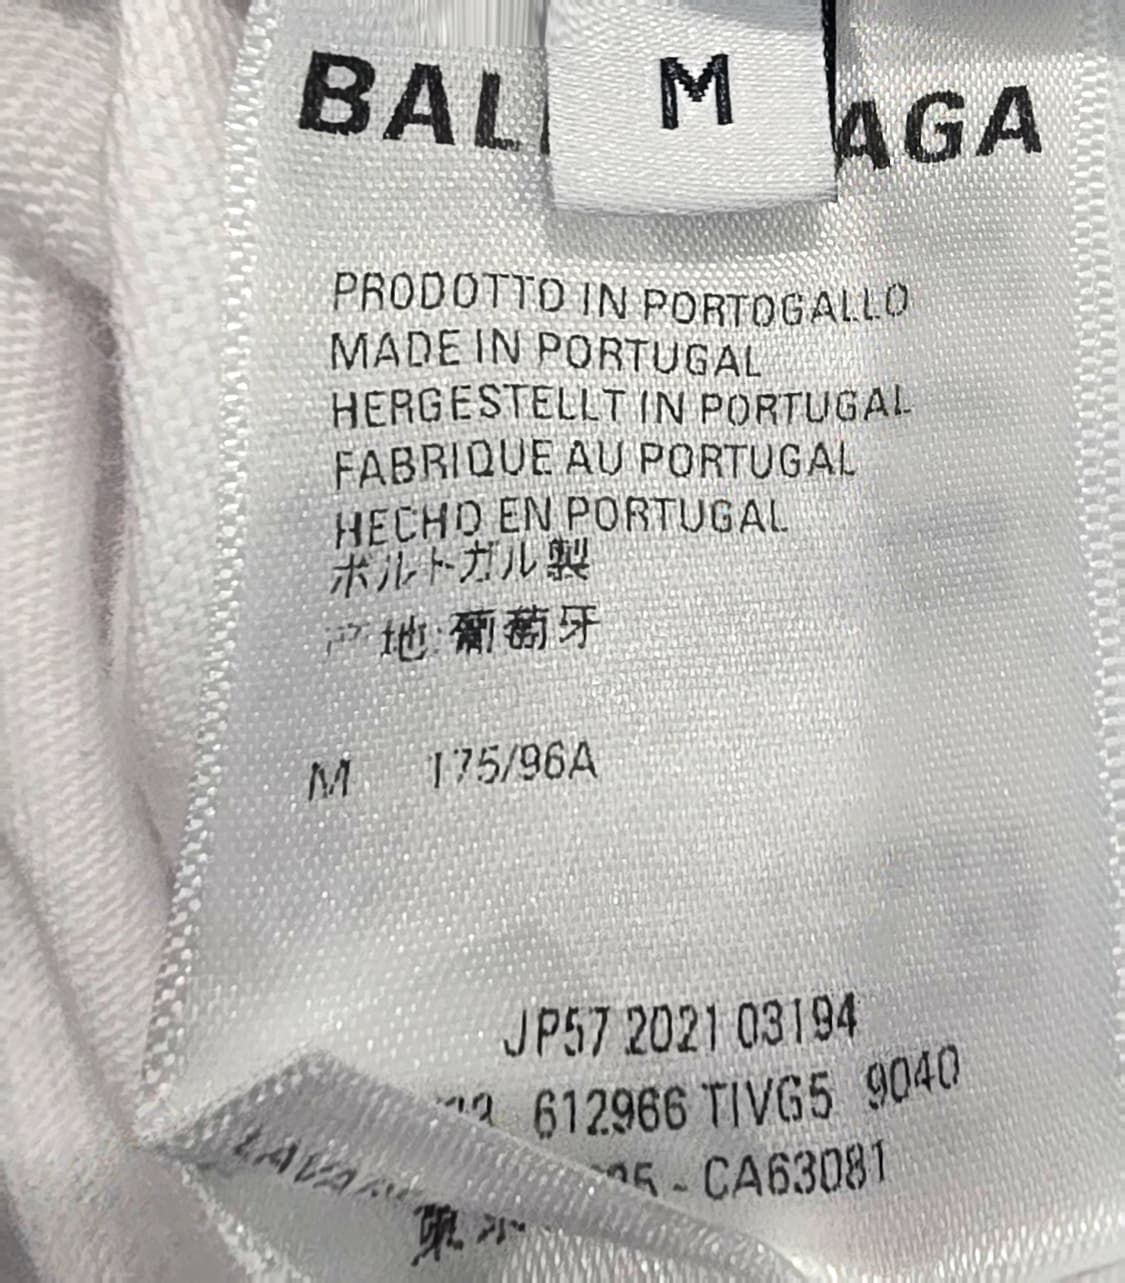 BAL AGA
M
PRODOTTO IN PORTOGALLO
MADE IN PORTUGAL
HERGESTELLT IN PORTUGAL
FABRIQUE AU PORTUGAL
HECHO EN PORTUGAL
ポルトガル製
产地:葡萄牙
M 175/96A
JP57 2021 03194
612966 TIVG5 9040
- CA63081